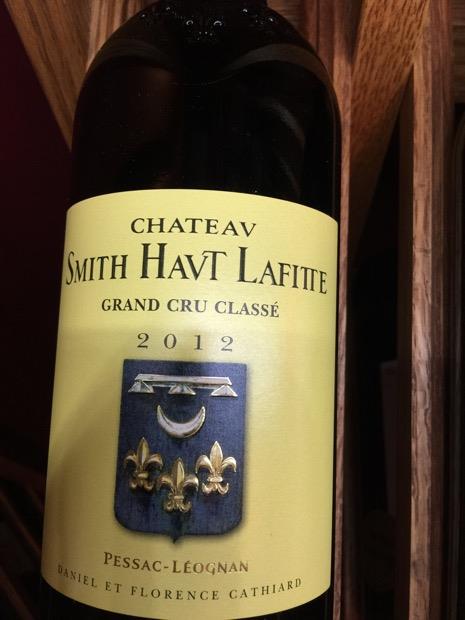 CHATEAV
SMITH HAVT LAFITTE
GRAND CRU CLASSÉ
2012
PESSAC-LÉOGNAN
DANIEL ET FLORENCE CATHIARD